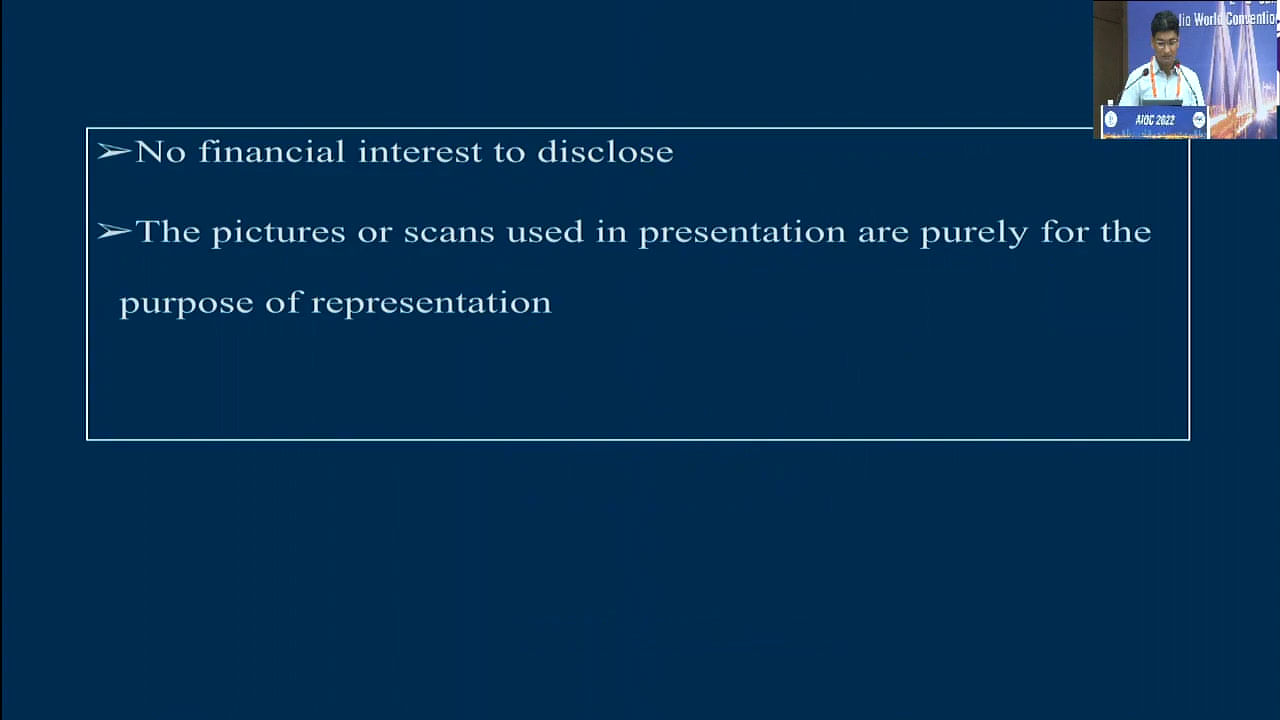 dio World Conventio
AIOC 2022
➢No financial interest to disclose
➢The pictures or scans used in presentation are purely for the
purpose of representation